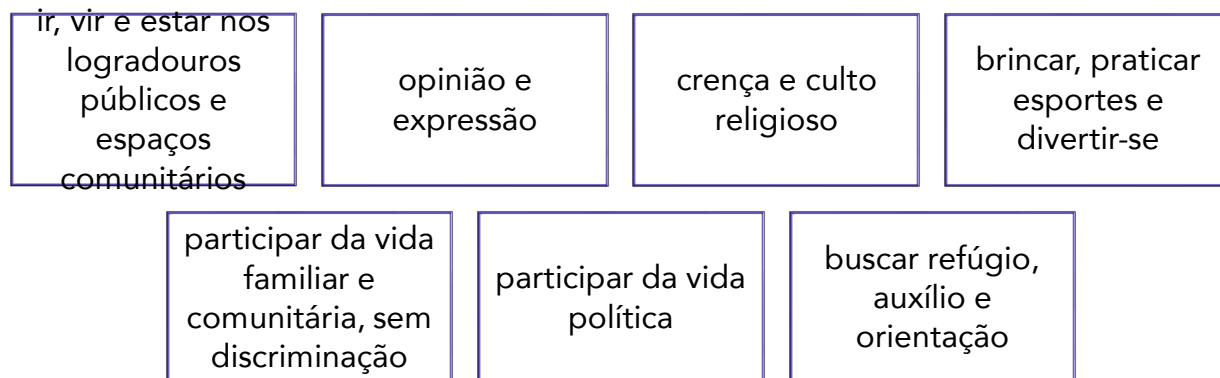 ir, vir e estar nos
logradouros
públicos e
espaços
comunitários
opinião e
expressão
crença e culto
religioso
brincar, praticar
esportes e
divertir-se
participar da vida
familiar e
comunitária, sem
discriminação
participar da vida
política
buscar refúgio,
auxílio e
orientação